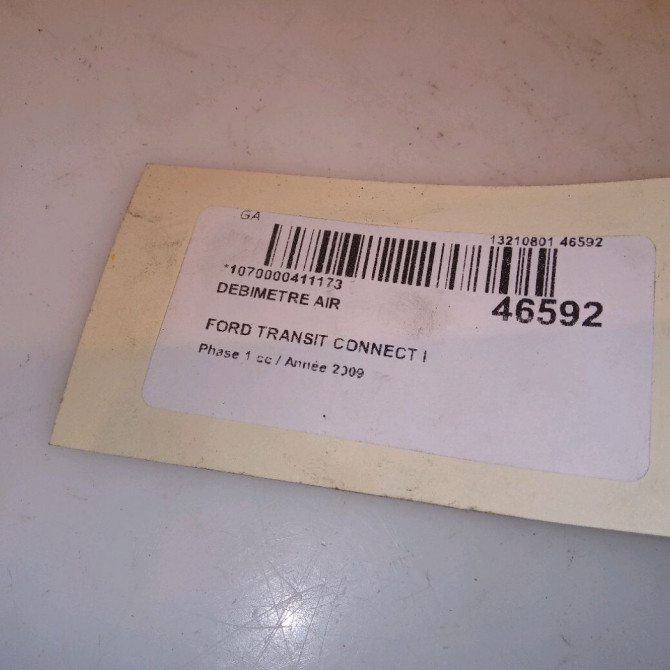 GA
13210801 46592
*1070000411173
DEBIMETRE AIR
46592
FORD TRANSIT CONNECT I
Phase 1 cc / Année 2009